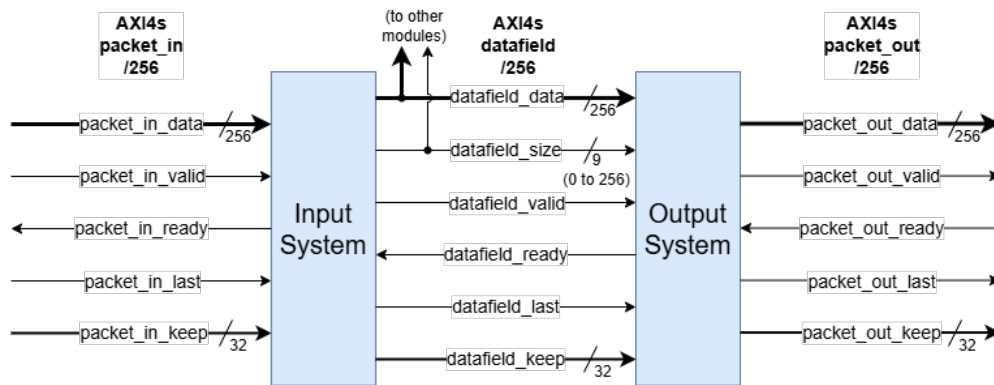 AXI4s
packet_in
/256
(to other
modules)
AXI4s
datafield
/256
AXI4s
packet_out
/256
packet_in_data
256
packet_in_valid
packet_in_ready
packet_in_last
packet_in_keep
32
Input
System
datafield_data
256
datafield_size
9
(0 to 256)
datafield_valid
datafield_ready
datafield_last
datafield_keep
32
Output
System
packet_out_data
256
packet_out_valid
packet_out_ready
packet_out_last
packet_out_keep
32